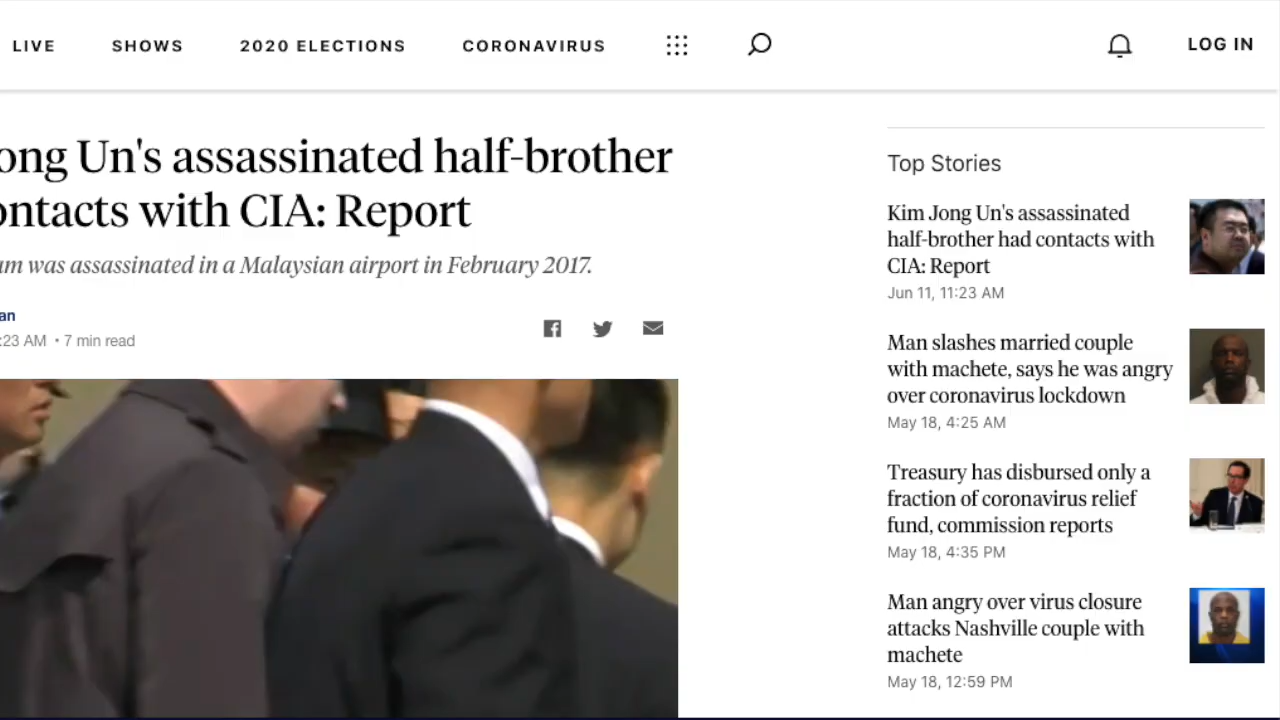 LIVE SHOWS 2020 ELECTIONS CORONAVIRUS LOG IN
ong Un's assassinated half-brother
ontacts with CIA: Report
am was assassinated in a Malaysian airport in February 2017.
an
:23 AM • 7 min read
Top Stories
Kim Jong Un's assassinated
half-brother had contacts with
CIA: Report
Jun 11, 11:23 AM
Man slashes married couple
with machete, says he was angry
over coronavirus lockdown
May 18, 4:25 AM
Treasury has disbursed only a
fraction of coronavirus relief
fund, commission reports
May 18, 4:35 PM
Man angry over virus closure
attacks Nashville couple with
machete
May 18, 12:59 PM